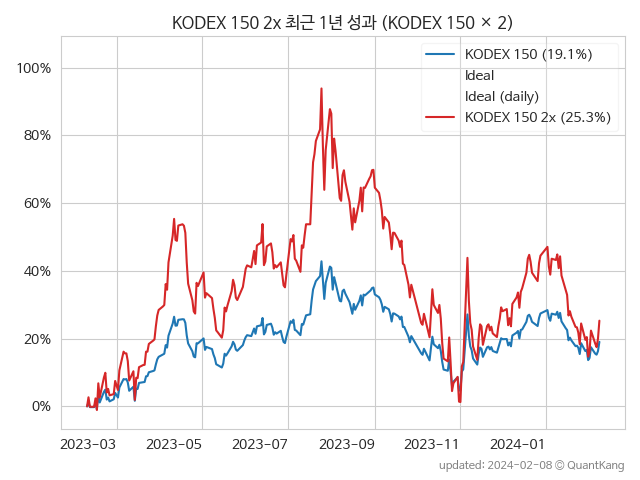 KODEX 150 2x 최근 1년 성과 (KODEX 150 × 2)
KODEX 150 (19.1%)
Ideal
Ideal (daily)
KODEX 150 2x (25.3%)
100%
80%
60%
40%
20%
0%
2023-03 2023-05 2023-07 2023-09 2023-11 2024-01
updated: 2024-02-08 © QuantKang